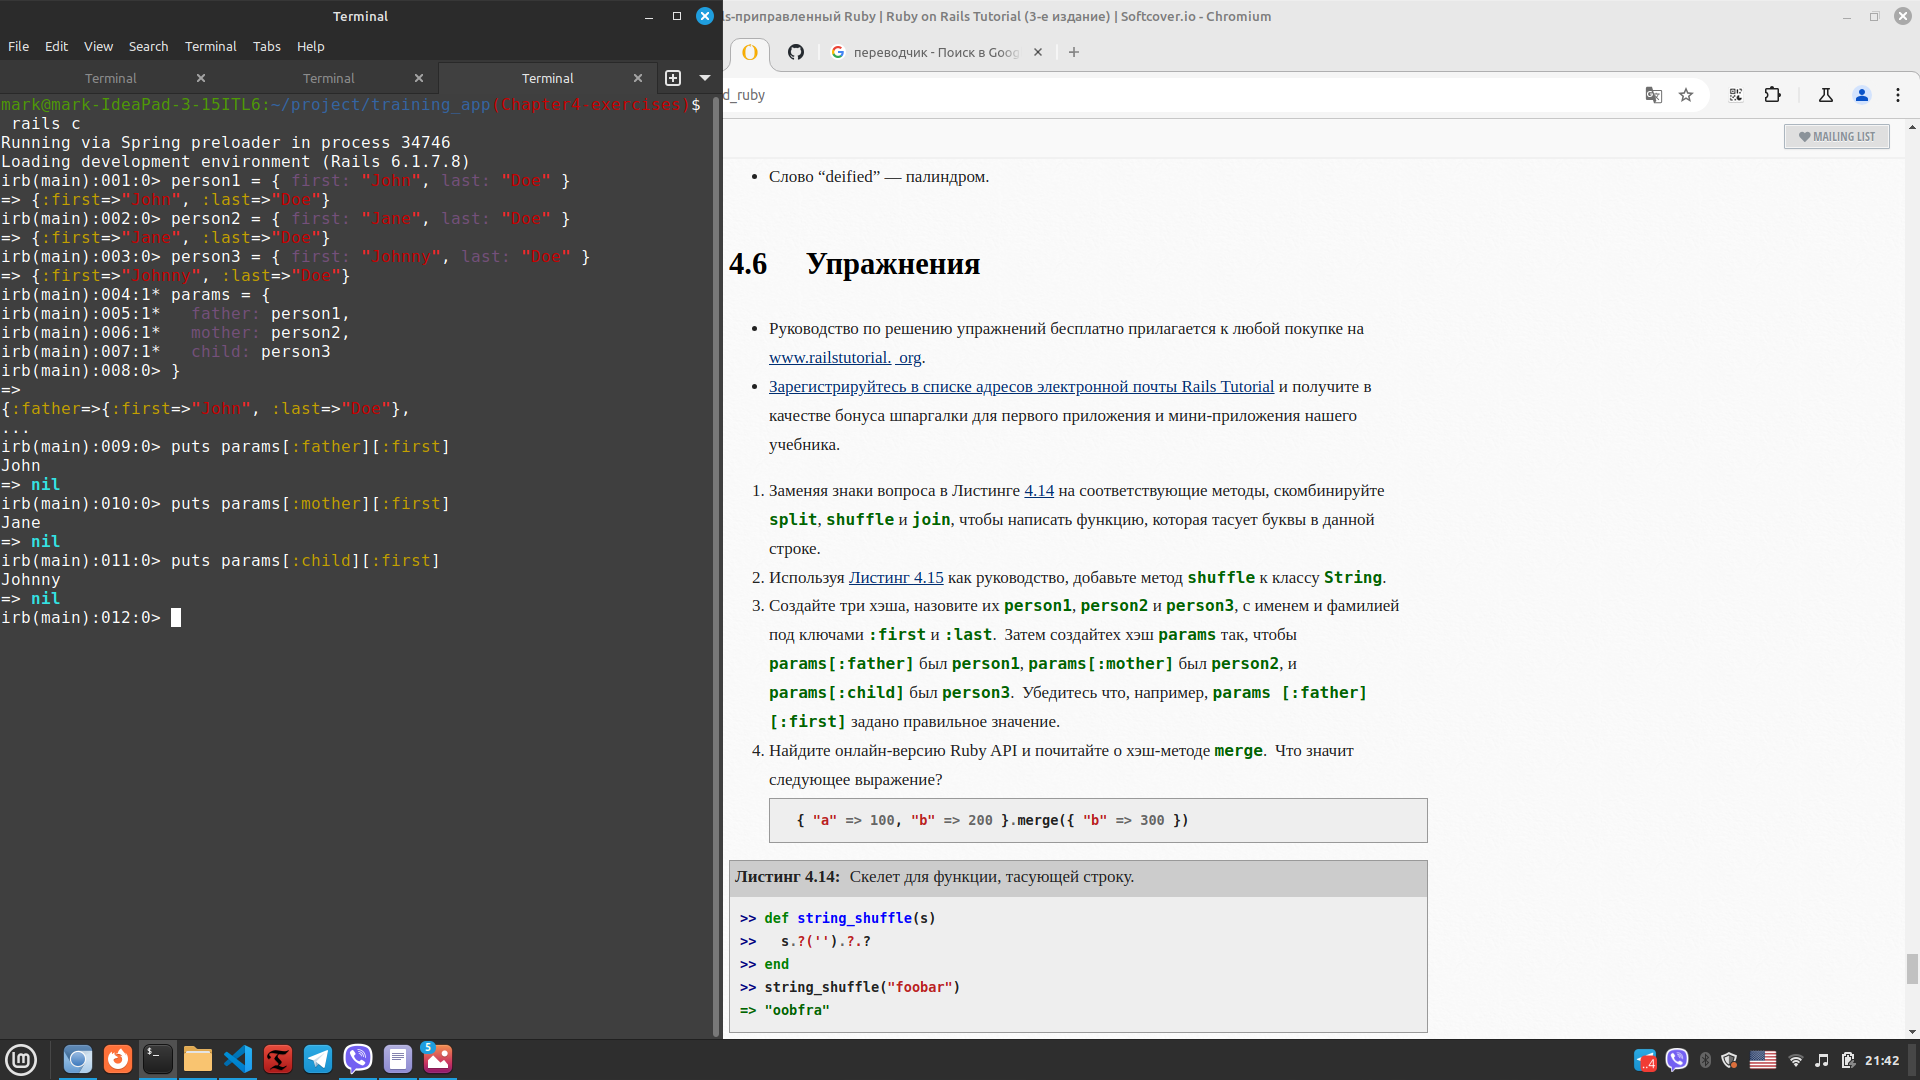 Terminal
File Edit View Search Terminal Tabs Help
Terminal Terminal Terminal
mark@mark-IdeaPad-3-15ITL6:~/project/training_app(Chapter4-exercises)$
rails c
Running via Spring preloader in process 34746
Loading development environment (Rails 6.1.7.8)
irb(main):001:0> person1 = { first: "John", last: "Doe" }
=> {:first=>"John", :last=>"Doe"}
irb(main):002:0> person2 = { first: "Jane", last: "Doe" }
=> {:first=>"Jane", :last=>"Doe"}
irb(main):003:0> person3 = { first: "Johnny", last: "Doe" }
=> {:first=>"Johnny", :last=>"Doe"}
irb(main):004:1* params = {
irb(main):005:1*   father: person1,
irb(main):006:1*   mother: person2,
irb(main):007:1*   child: person3
irb(main):008:0> }
=>
{:father=>{:first=>"John", :last=>"Doe"},
...
irb(main):009:0> puts params[:father][:first]
John
=> nil
irb(main):010:0> puts params[:mother][:first]
Jane
=> nil
irb(main):011:0> puts params[:child][:first]
Johnny
=> nil
irb(main):012:0>
ls-приправленный Ruby | Ruby on Rails Tutorial (3-е издание) | Softcover.io - Chromium
переводчик - Поиск в Goog
d_ruby
MAILING LIST
• Слово “deified” — палиндром.
4.6 Упражнения
• Руководство по решению упражнений бесплатно прилагается к любой покупке на
www.railstutorial. org.
• Зарегистрируйтесь в списке адресов электронной почты Rails Tutorial и получите в
качестве бонуса шпаргалки для первого приложения и мини-приложения нашего
учебника.
1. Заменяя знаки вопроса в Листинге 4.14 на соответствующие методы, скомбинируйте
split, shuffle и join, чтобы написать функцию, которая тасует буквы в данной
строке.
2. Используя Листинг 4.15 как руководство, добавьте метод shuffle к классу String.
3. Создайте три хэша, назовите их person1, person2 и person3, с именем и фамилией
под ключами :first и :last. Затем создайтех хэш params так, чтобы
params[:father] был person1, params[:mother] был person2, и
params[:child] был person3. Убедитесь что, например, params [:father]
[:first] задано правильное значение.
4. Найдите онлайн-версию Ruby API и почитайте о хэш-методе merge. Что значит
следующее выражение?
{ "a" => 100, "b" => 200 }.merge({ "b" => 300 })
Листинг 4.14: Скелет для функции, тасующей строку.
>> def string_shuffle(s)
>>   s.?('').?.?
>> end
>> string_shuffle("foobar")
=> "oobfra"
5
..4
21:42